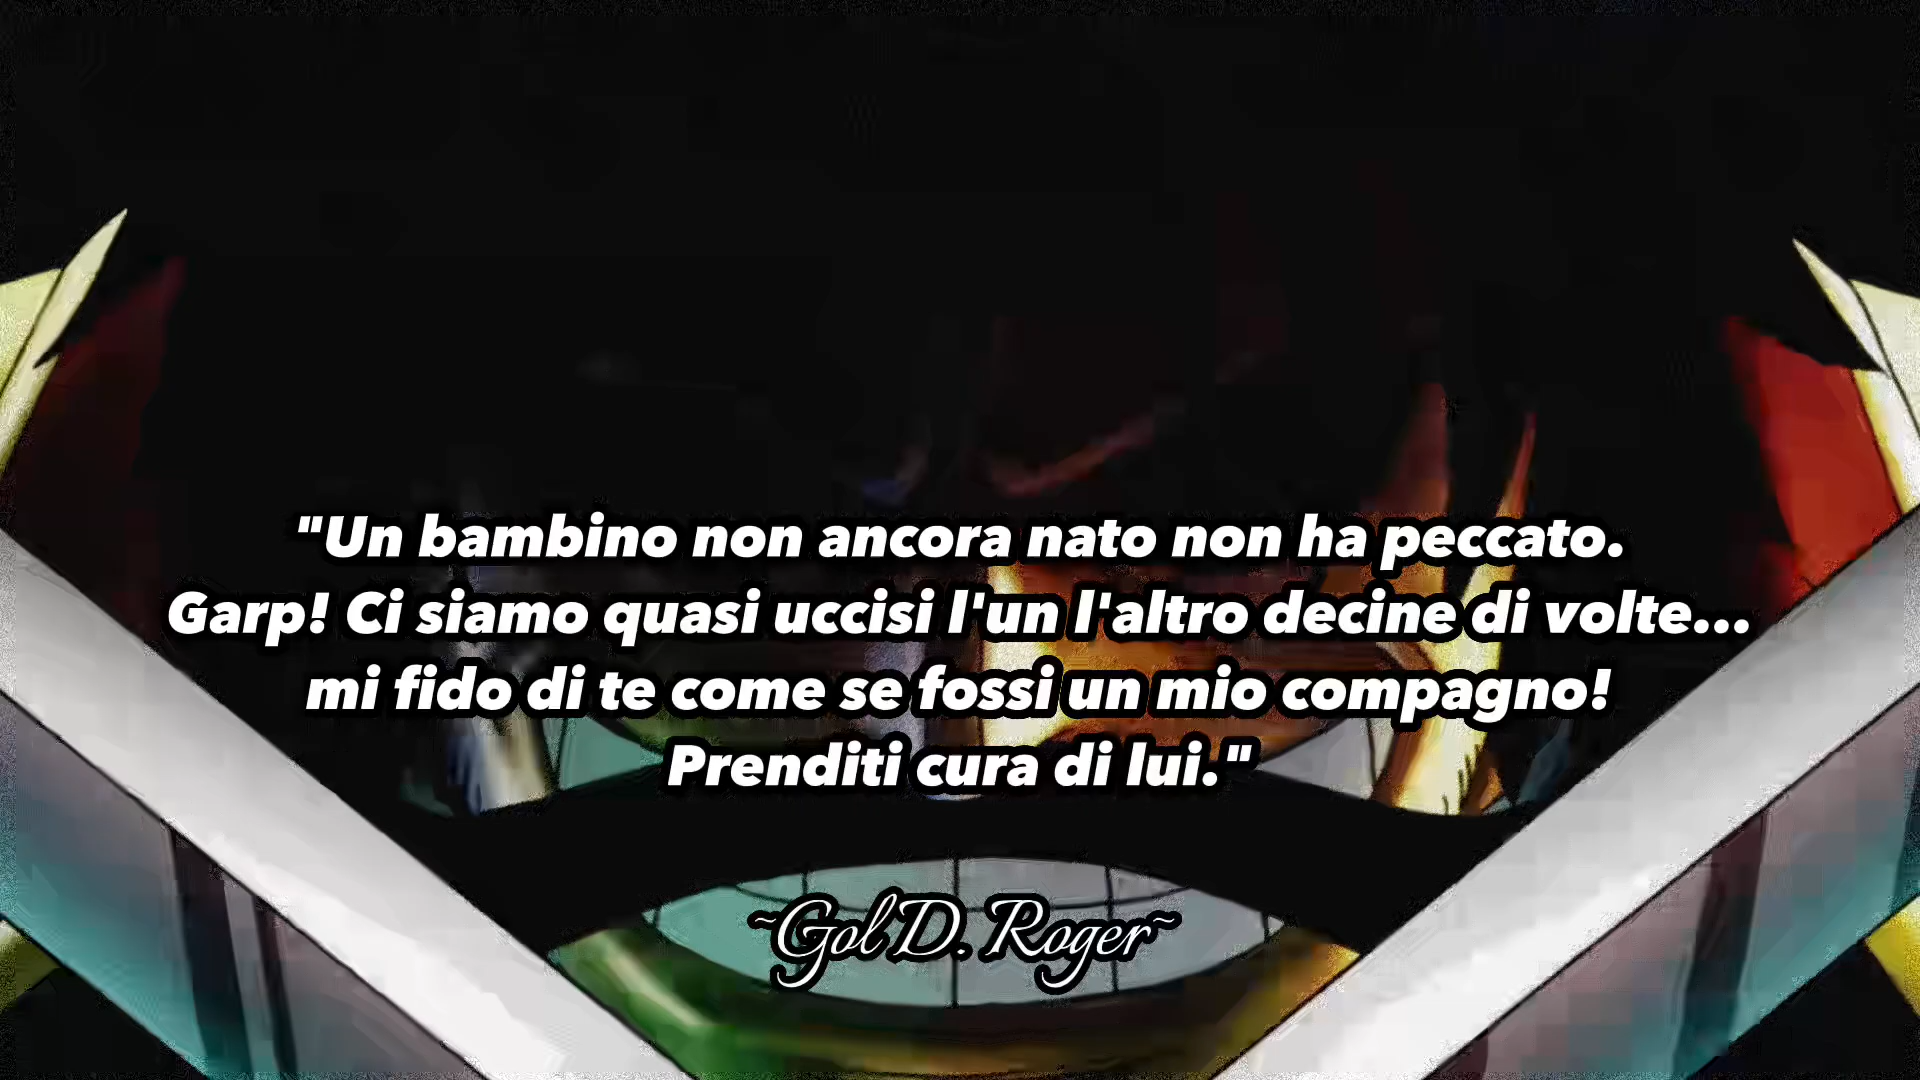 "Un bambino non ancora nato non ha peccato.
Garp! Ci siamo quasi uccisi l'un l'altro decine di volte...
mi fido di te come se fossi un mio compagno!
Prenditi cura di lui."
~Gol D. Roger~